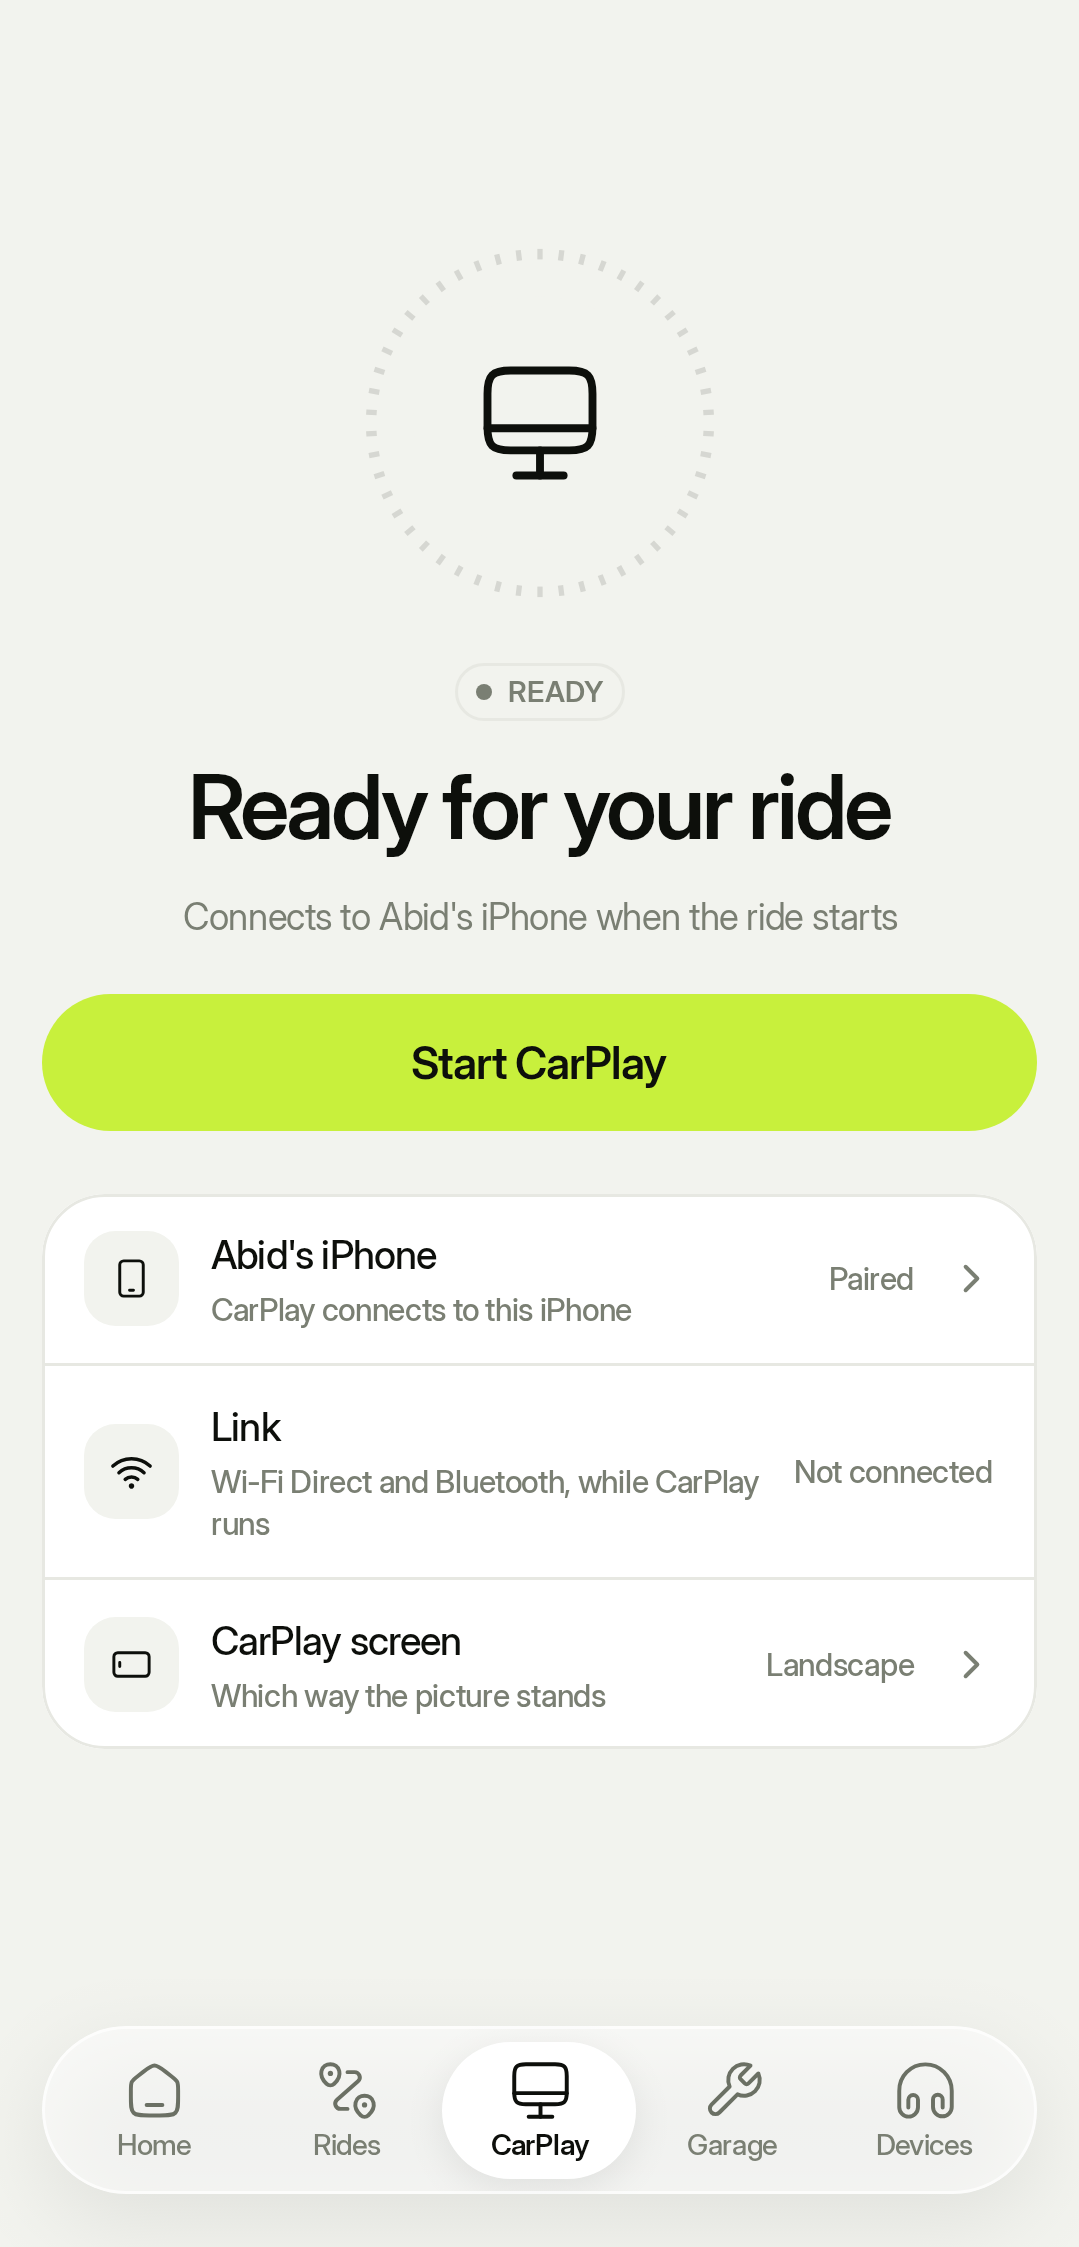 READY
Ready for your ride
Connects to Abid's iPhone when the ride starts
Start CarPlay
Abid's iPhone
CarPlay connects to this iPhone
Paired
Link
Wi-Fi Direct and Bluetooth, while CarPlay
runs
Not connected
CarPlay screen
Which way the picture stands
Landscape
Home
Rides
CarPlay
Garage
Devices